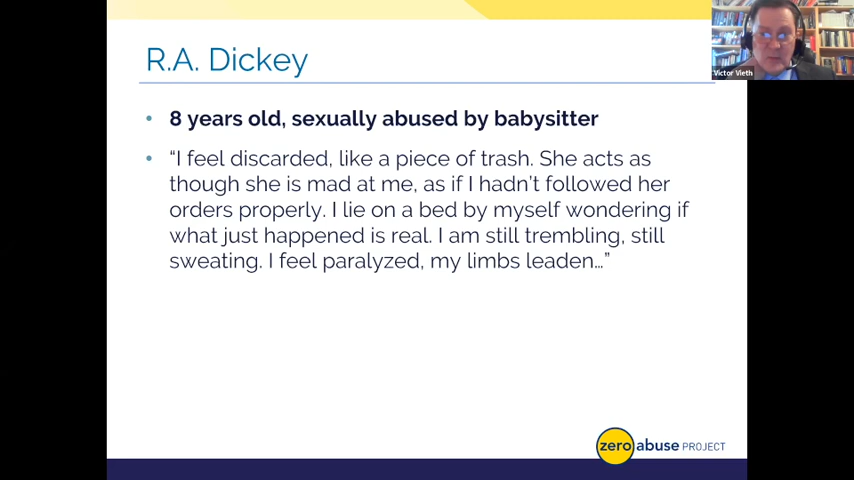 R.A. Dickey
Victor Vieth
• 8 years old, sexually abused by babysitter
• “I feel discarded, like a piece of trash. She acts as
though she is mad at me, as if I hadn’t followed her
orders properly. I lie on a bed by myself wondering if
what just happened is real. I am still trembling, still
sweating. I feel paralyzed, my limbs leaden…”
zero abuse PROJECT